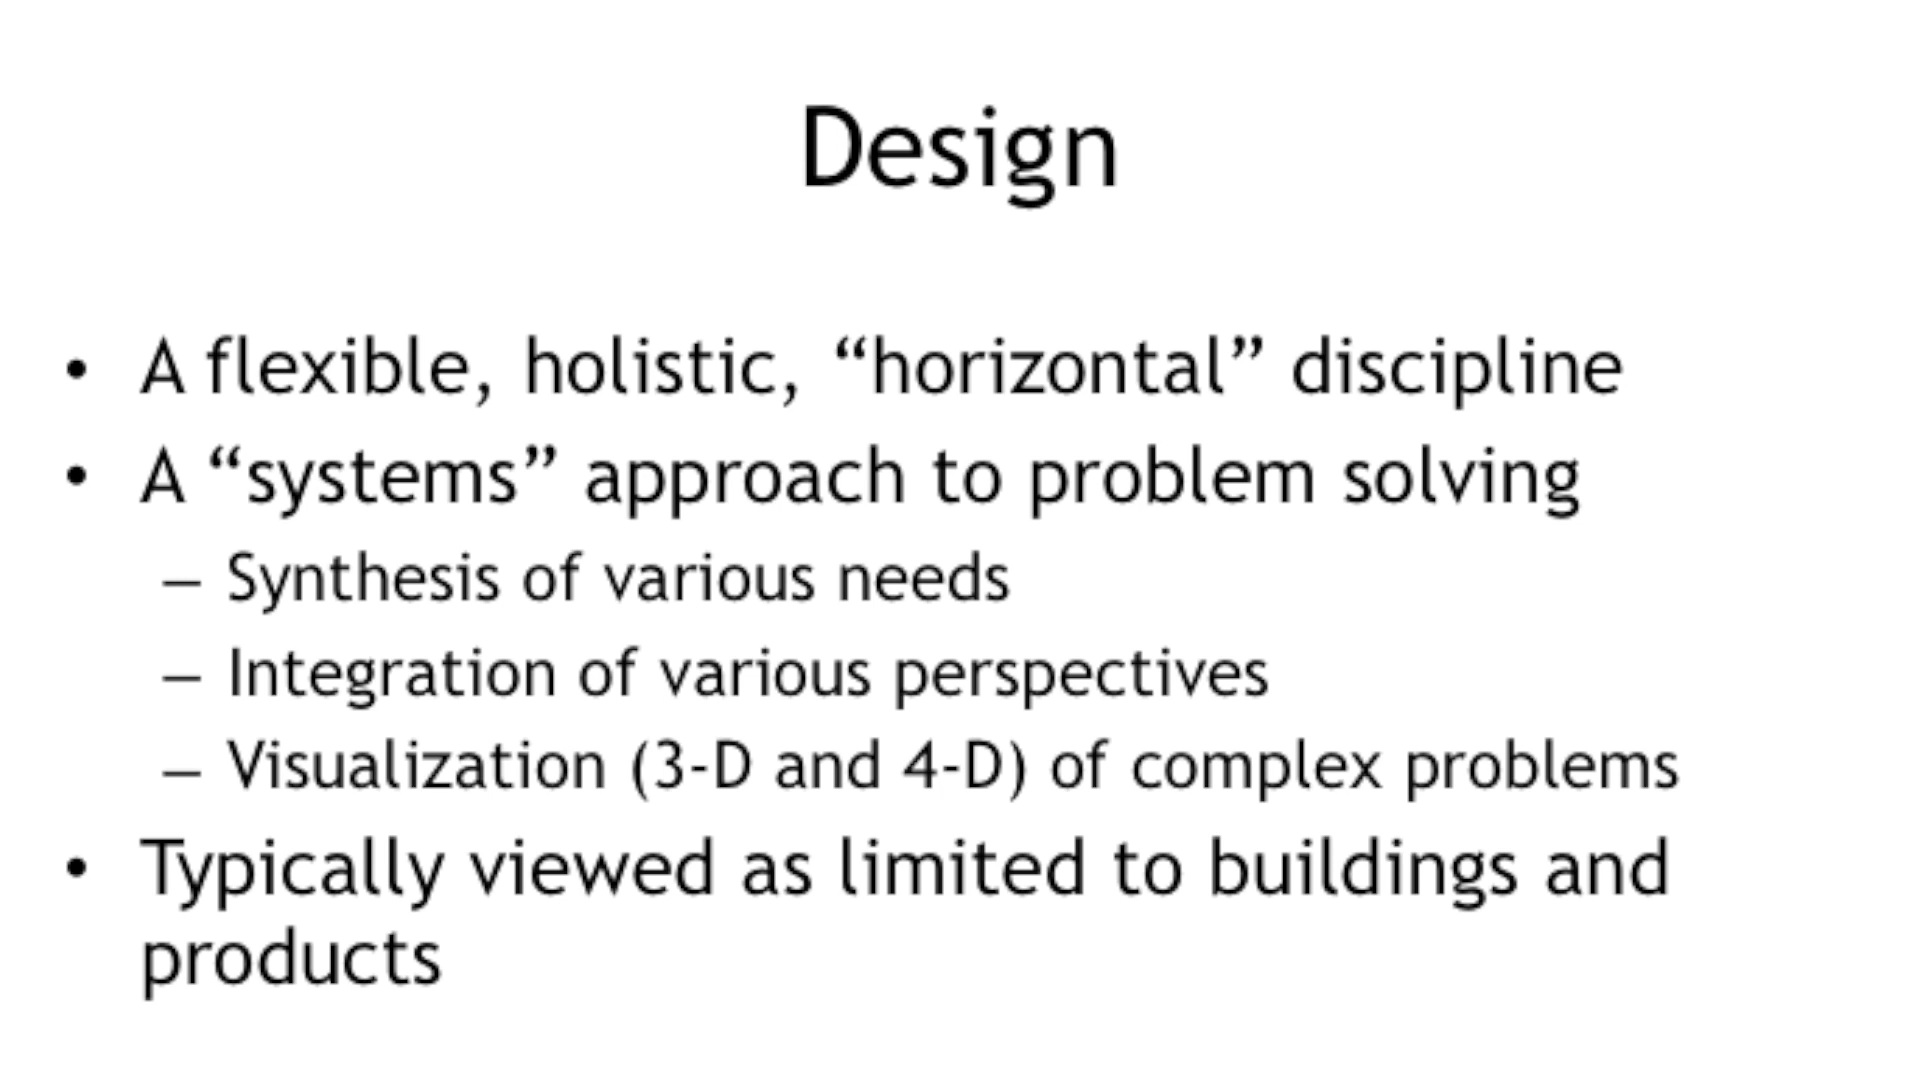 Design
• A flexible, holistic, “horizontal” discipline
• A “systems” approach to problem solving
– Synthesis of various needs
– Integration of various perspectives
– Visualization (3-D and 4-D) of complex problems
• Typically viewed as limited to buildings and
products